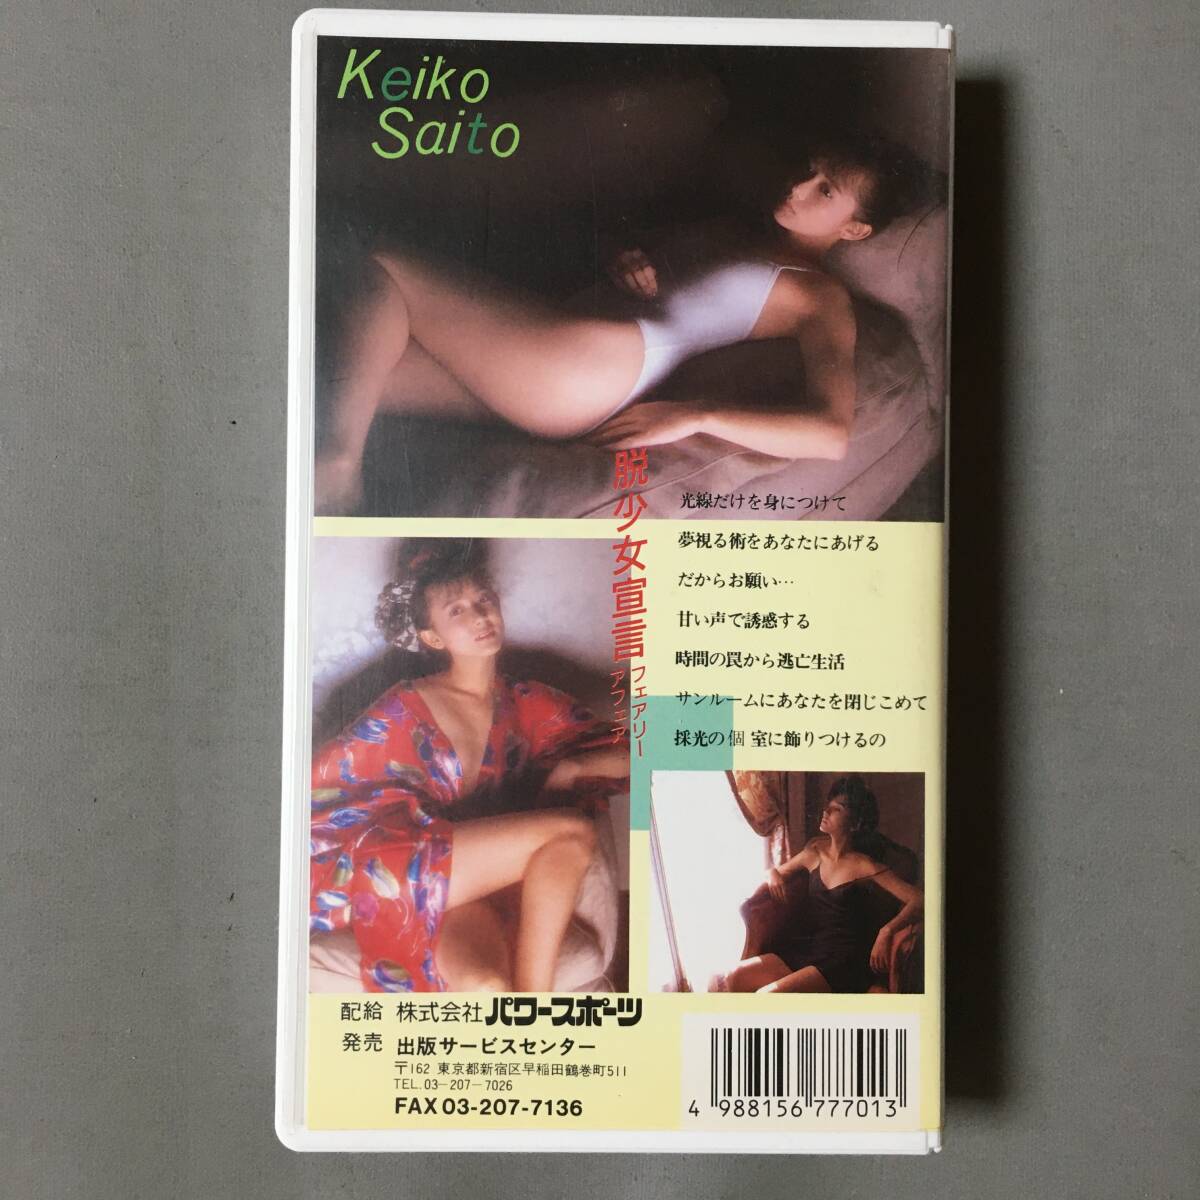 Keiko
Saito
脱少女宣言
フェアリー
アフェア
光線だけを身につけて
夢視る術をあなたにあげる
だからお願い…
甘い声で誘惑する
時間の罠から逃亡生活
サンルームにあなたを閉じこめて
採光の個室に飾りつけるの
配給 株式会社パワースポーツ
発売 出版サービスセンター
〒162 東京都新宿区早稲田鶴巻町511
TEL.03-207-7026
FAX 03-207-7136
4 988156 777013